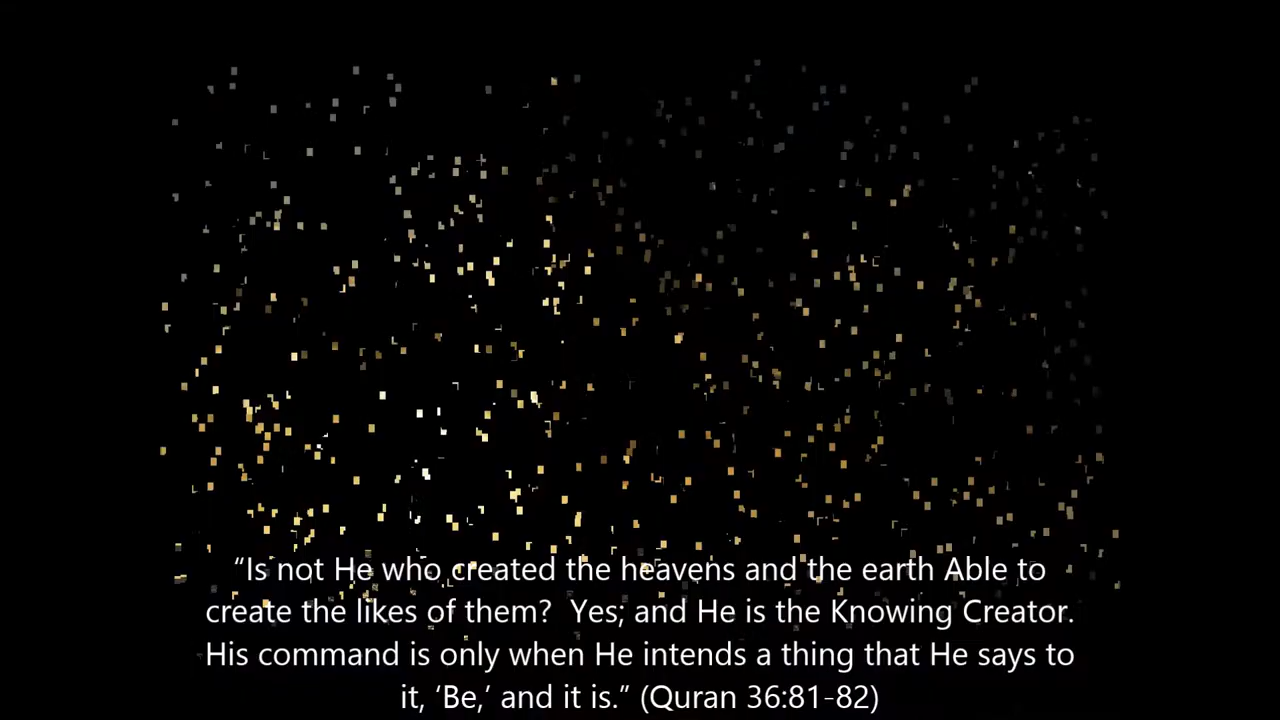 “Is not He who created the heavens and the earth Able to
create the likes of them?  Yes; and He is the Knowing Creator.
His command is only when He intends a thing that He says to
it, ‘Be,’ and it is.” (Quran 36:81-82)